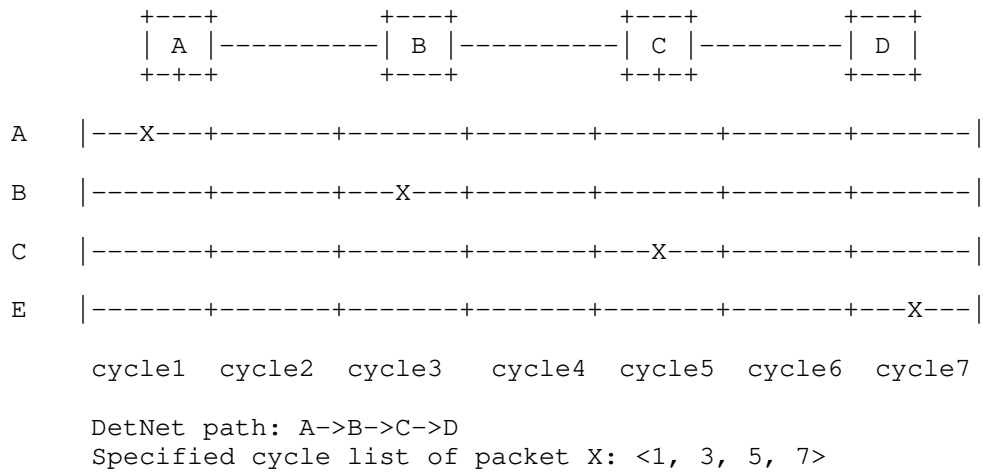 +---+          +---+          +---+         +---+
     | A |-----------| B |-----------| C |---------| D |
     +-+-+          +---+          +-+-+         +---+
A    |---X---+-------+-------+-------+-------+-------+-------|
B    |-------+-------+---X---+-------+-------+-------+-------|
C    |-------+-------+-------+-------+---X---+-------+-------|
E    |-------+-------+-------+-------+-------+-------+---X---|
cycle1 cycle2 cycle3 cycle4 cycle5 cycle6 cycle7
DetNet path: A->B->C->D
Specified cycle list of packet X: <1, 3, 5, 7>